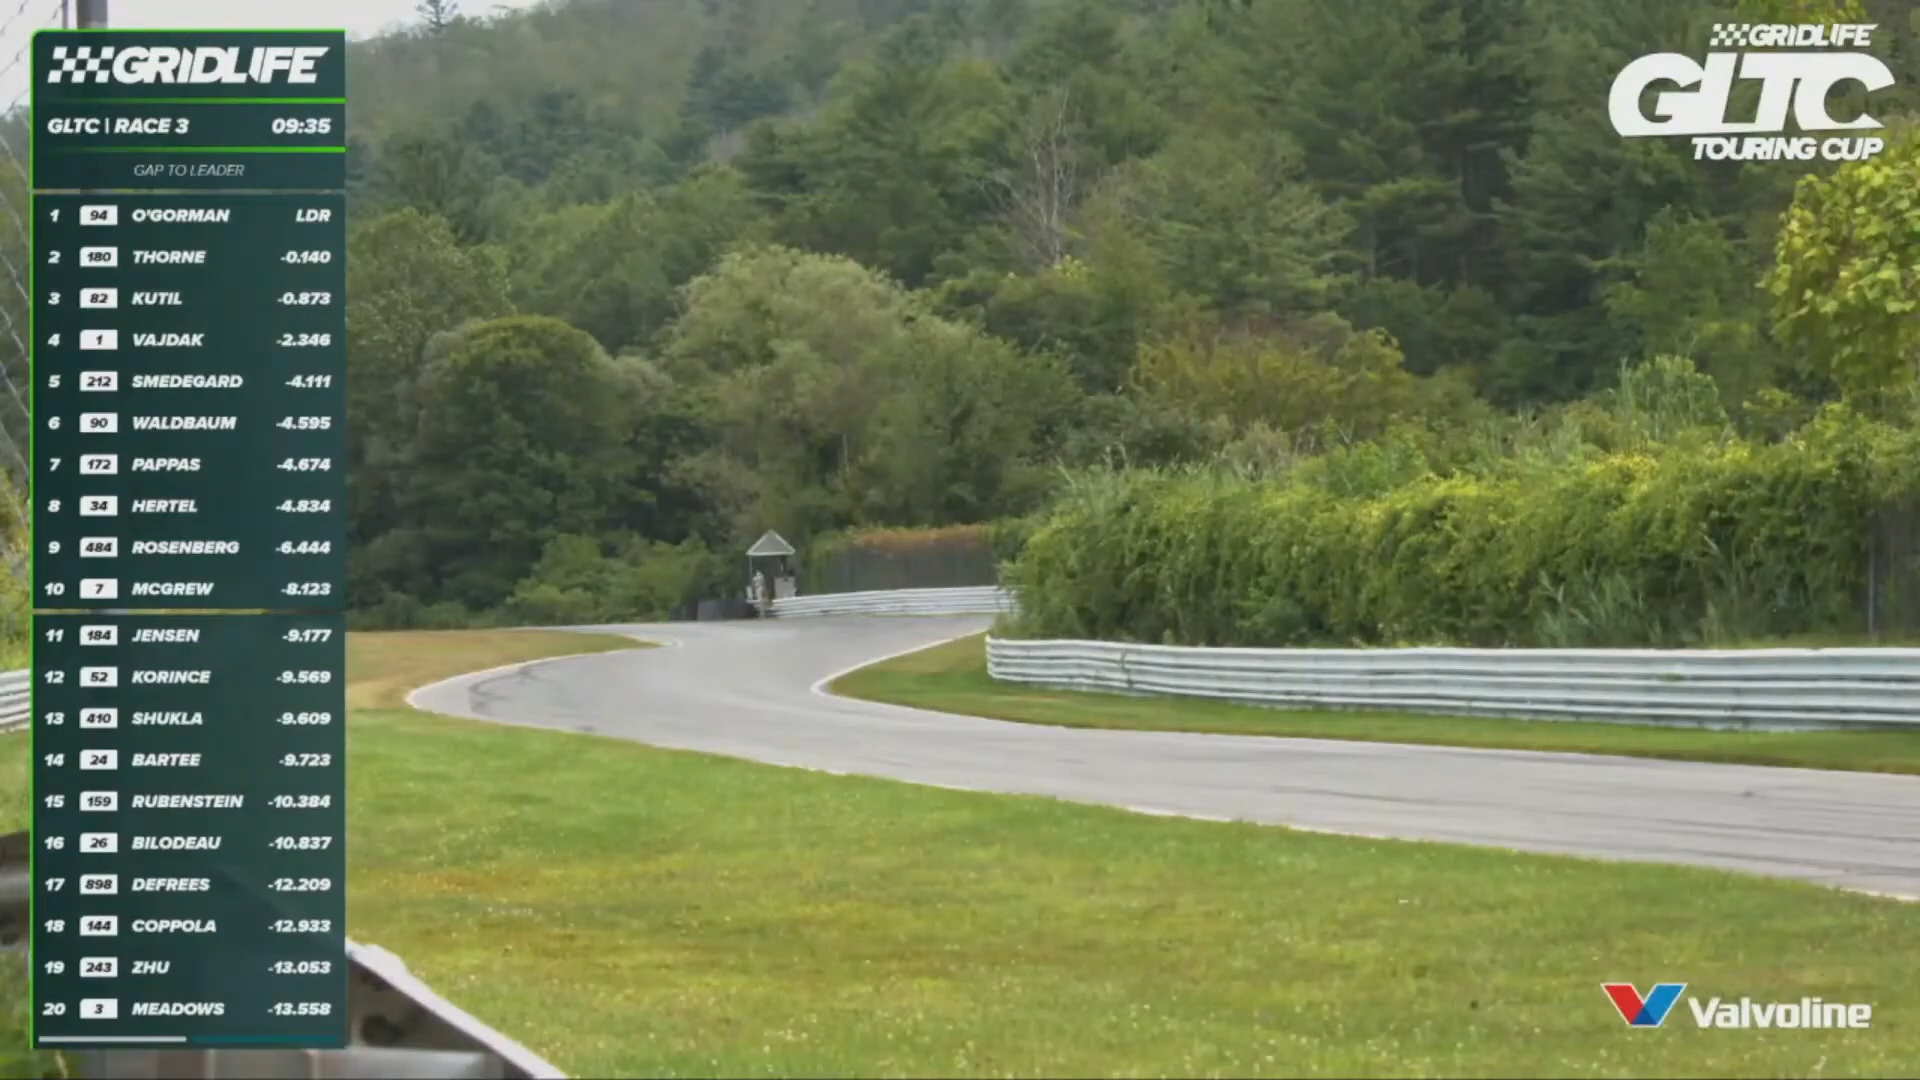 GRIDLIFE
GLTC | RACE 3 09:35
GAP TO LEADER
1 94 O'GORMAN LDR
2 180 THORNE -0.140
3 82 KUTIL -0.873
4 1 VAJDAK -2.346
5 212 SMEDEGARD -4.111
6 90 WALDBAUM -4.595
7 172 PAPPAS -4.674
8 34 HERTEL -4.834
9 484 ROSENBERG -6.444
10 7 MCGREW -8.123
11 184 JENSEN -9.177
12 52 KORINCE -9.569
13 410 SHUKLA -9.609
14 24 BARTEE -9.723
15 159 RUBENSTEIN -10.384
16 26 BILODEAU -10.837
17 898 DEFREES -12.209
18 144 COPPOLA -12.933
19 243 ZHU -13.053
20 3 MEADOWS -13.558
GRIDLIFE
GLTC
TOURING CUP
Valvoline